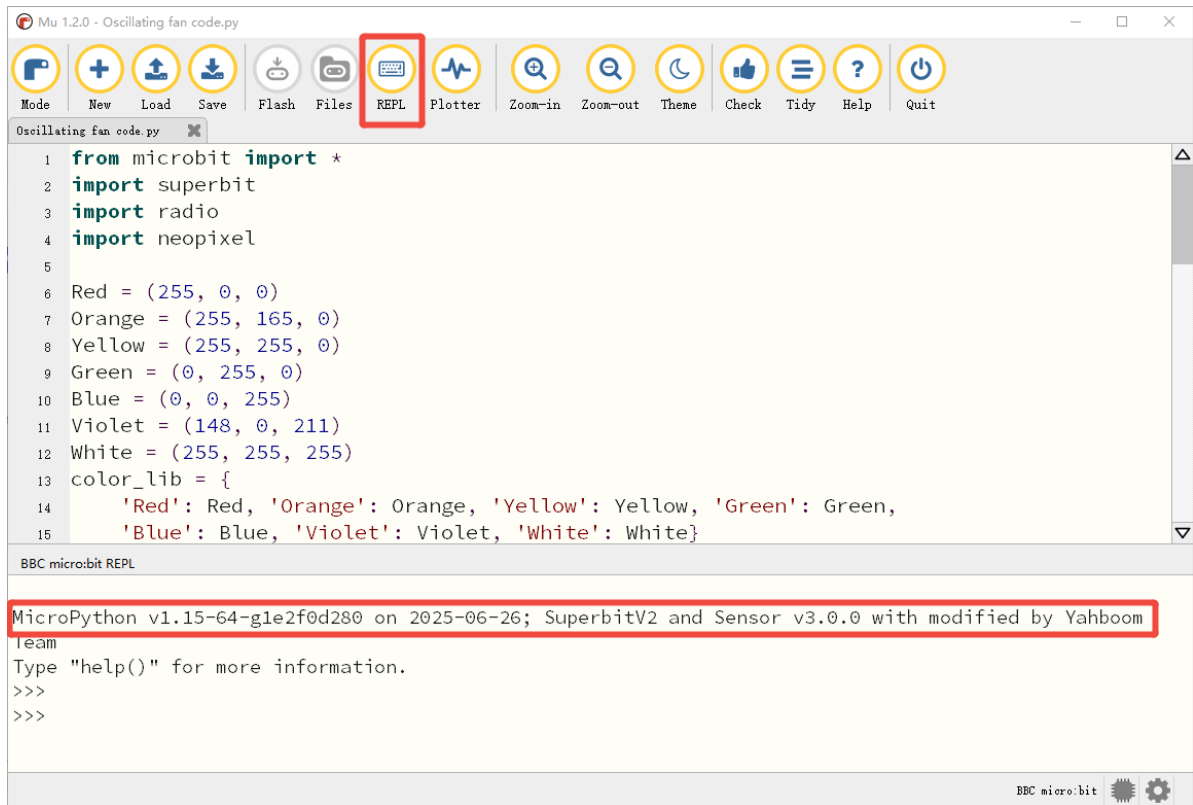 Mu 1.2.0 - Oscillating fan code.py
Mode New Load Save Flash Files REPL Plotter Zoom-in Zoom-out Theme Check Tidy Help Quit
Oscillating fan code.py
1 from microbit import *
2 import superbit
3 import radio
4 import neopixel
5
6 Red = (255, 0, 0)
7 Orange = (255, 165, 0)
8 Yellow = (255, 255, 0)
9 Green = (0, 255, 0)
10 Blue = (0, 0, 255)
11 Violet = (148, 0, 211)
12 White = (255, 255, 255)
13 color_lib = {
14     'Red': Red, 'Orange': Orange, 'Yellow': Yellow, 'Green': Green,
15     'Blue': Blue, 'Violet': Violet, 'White': White}
BBC micro:bit REPL
MicroPython v1.15-64-g1e2f0d280 on 2025-06-26; SuperbitV2 and Sensor v3.0.0 with modified by Yahboom
Team
Type "help()" for more information.
>>>
>>>
BBC micro:bit